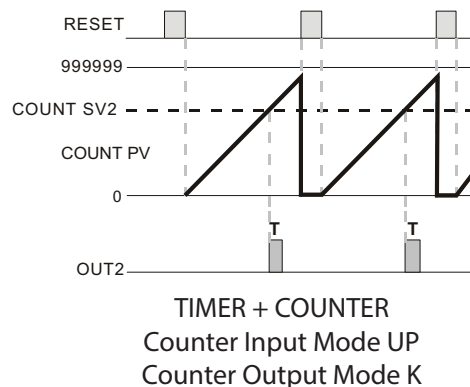 RESET
999999
COUNT SV2
COUNT PV
0
T T
OUT2
TIMER + COUNTER
Counter Input Mode UP
Counter Output Mode K